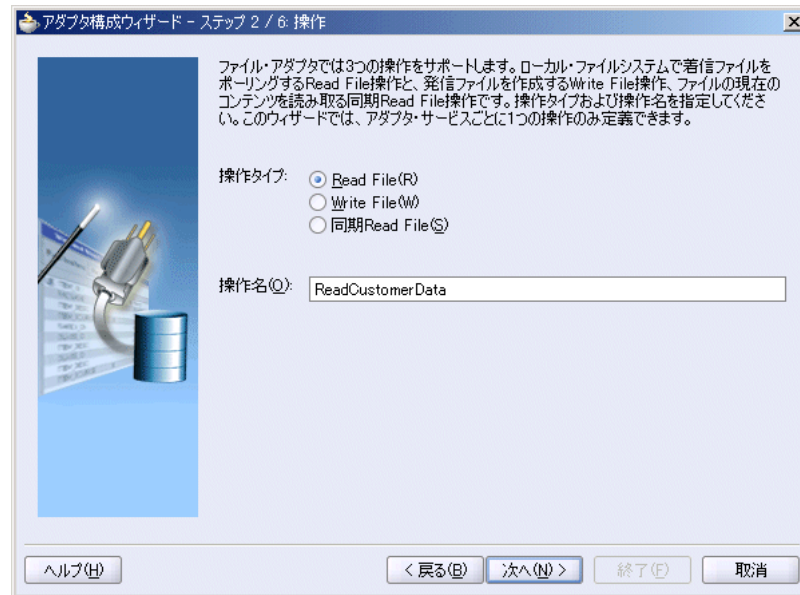 アダプタ構成ウィザード - ステップ 2 / 6: 操作
ファイル・アダプタでは3つの操作をサポートします。ローカル・ファイルシステムで着信ファイルを
ポーリングするRead File操作と、発信ファイルを作成するWrite File操作、ファイルの現在の
コンテンツを読み取る同期Read File操作です。操作タイプおよび操作名を指定してくださ
い。このウィザードでは、アダプタ・サービスごとに1つの操作のみ定義できます。
操作タイプ:
Read File(R)
Write File(W)
同期Read File(S)
操作名(O): ReadCustomerData
ヘルプ(H) < 戻る(B) 次へ(N) > 終了(F) 取消